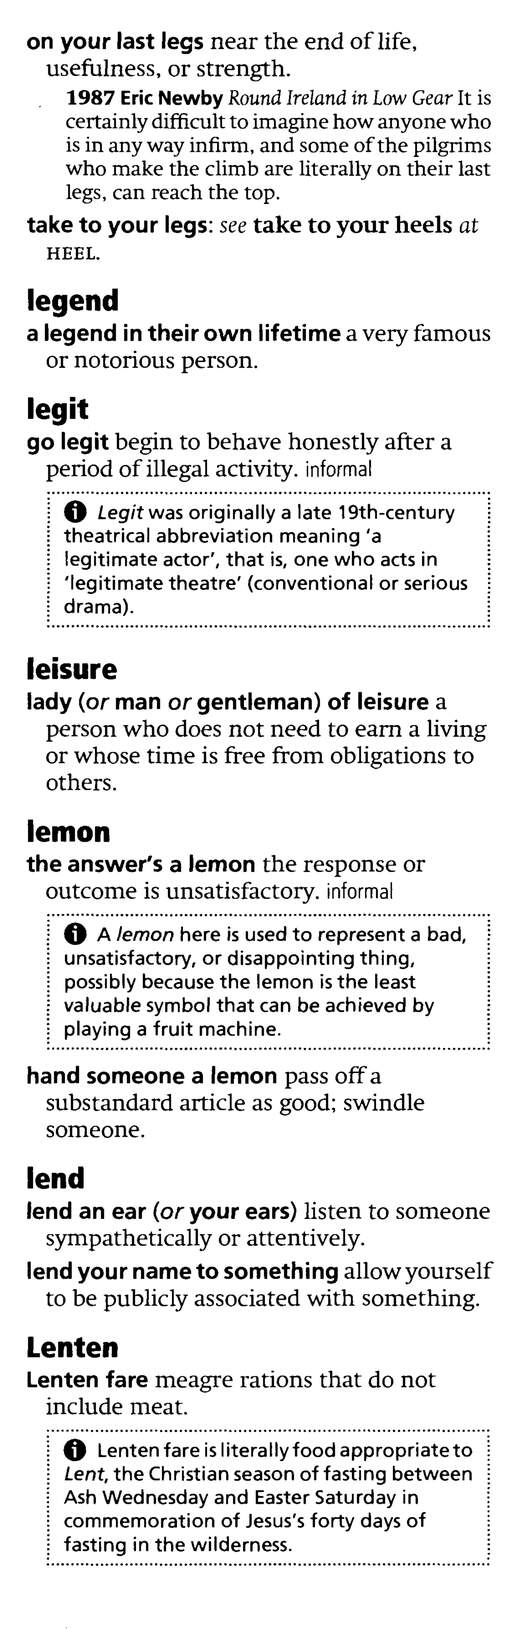 on your last legs near the end of life,
usefulness, or strength.
1987 Eric Newby Round Ireland in Low Gear It is
certainly difficult to imagine how anyone who
is in any way infirm, and some of the pilgrims
who make the climb are literally on their last
legs, can reach the top.
take to your legs: see take to your heels at
HEEL.
legend
a legend in their own lifetime a very famous
or notorious person.
legit
go legit begin to behave honestly after a
period of illegal activity. informal
Legit was originally a late 19th-century
theatrical abbreviation meaning ‘a
legitimate actor’, that is, one who acts in
‘legitimate theatre’ (conventional or serious
drama).
leisure
lady (or man or gentleman) of leisure a
person who does not need to earn a living
or whose time is free from obligations to
others.
lemon
the answer's a lemon the response or
outcome is unsatisfactory. informal
A lemon here is used to represent a bad,
unsatisfactory, or disappointing thing,
possibly because the lemon is the least
valuable symbol that can be achieved by
playing a fruit machine.
hand someone a lemon pass off a
substandard article as good; swindle
someone.
lend
lend an ear (or your ears) listen to someone
sympathetically or attentively.
lend your name to something allow yourself
to be publicly associated with something.
Lenten
Lenten fare meagre rations that do not
include meat.
Lenten fare is literally food appropriate to
Lent, the Christian season of fasting between
Ash Wednesday and Easter Saturday in
commemoration of Jesus's forty days of
fasting in the wilderness.